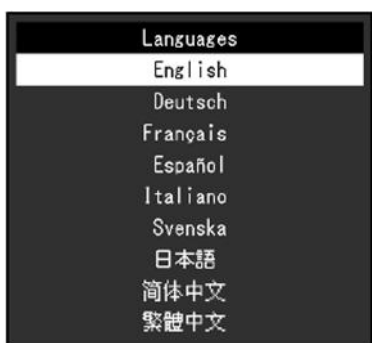 Languages
English
Deutsch
Français
Español
Italiano
Svenska
日本語
简体中文
繁體中文